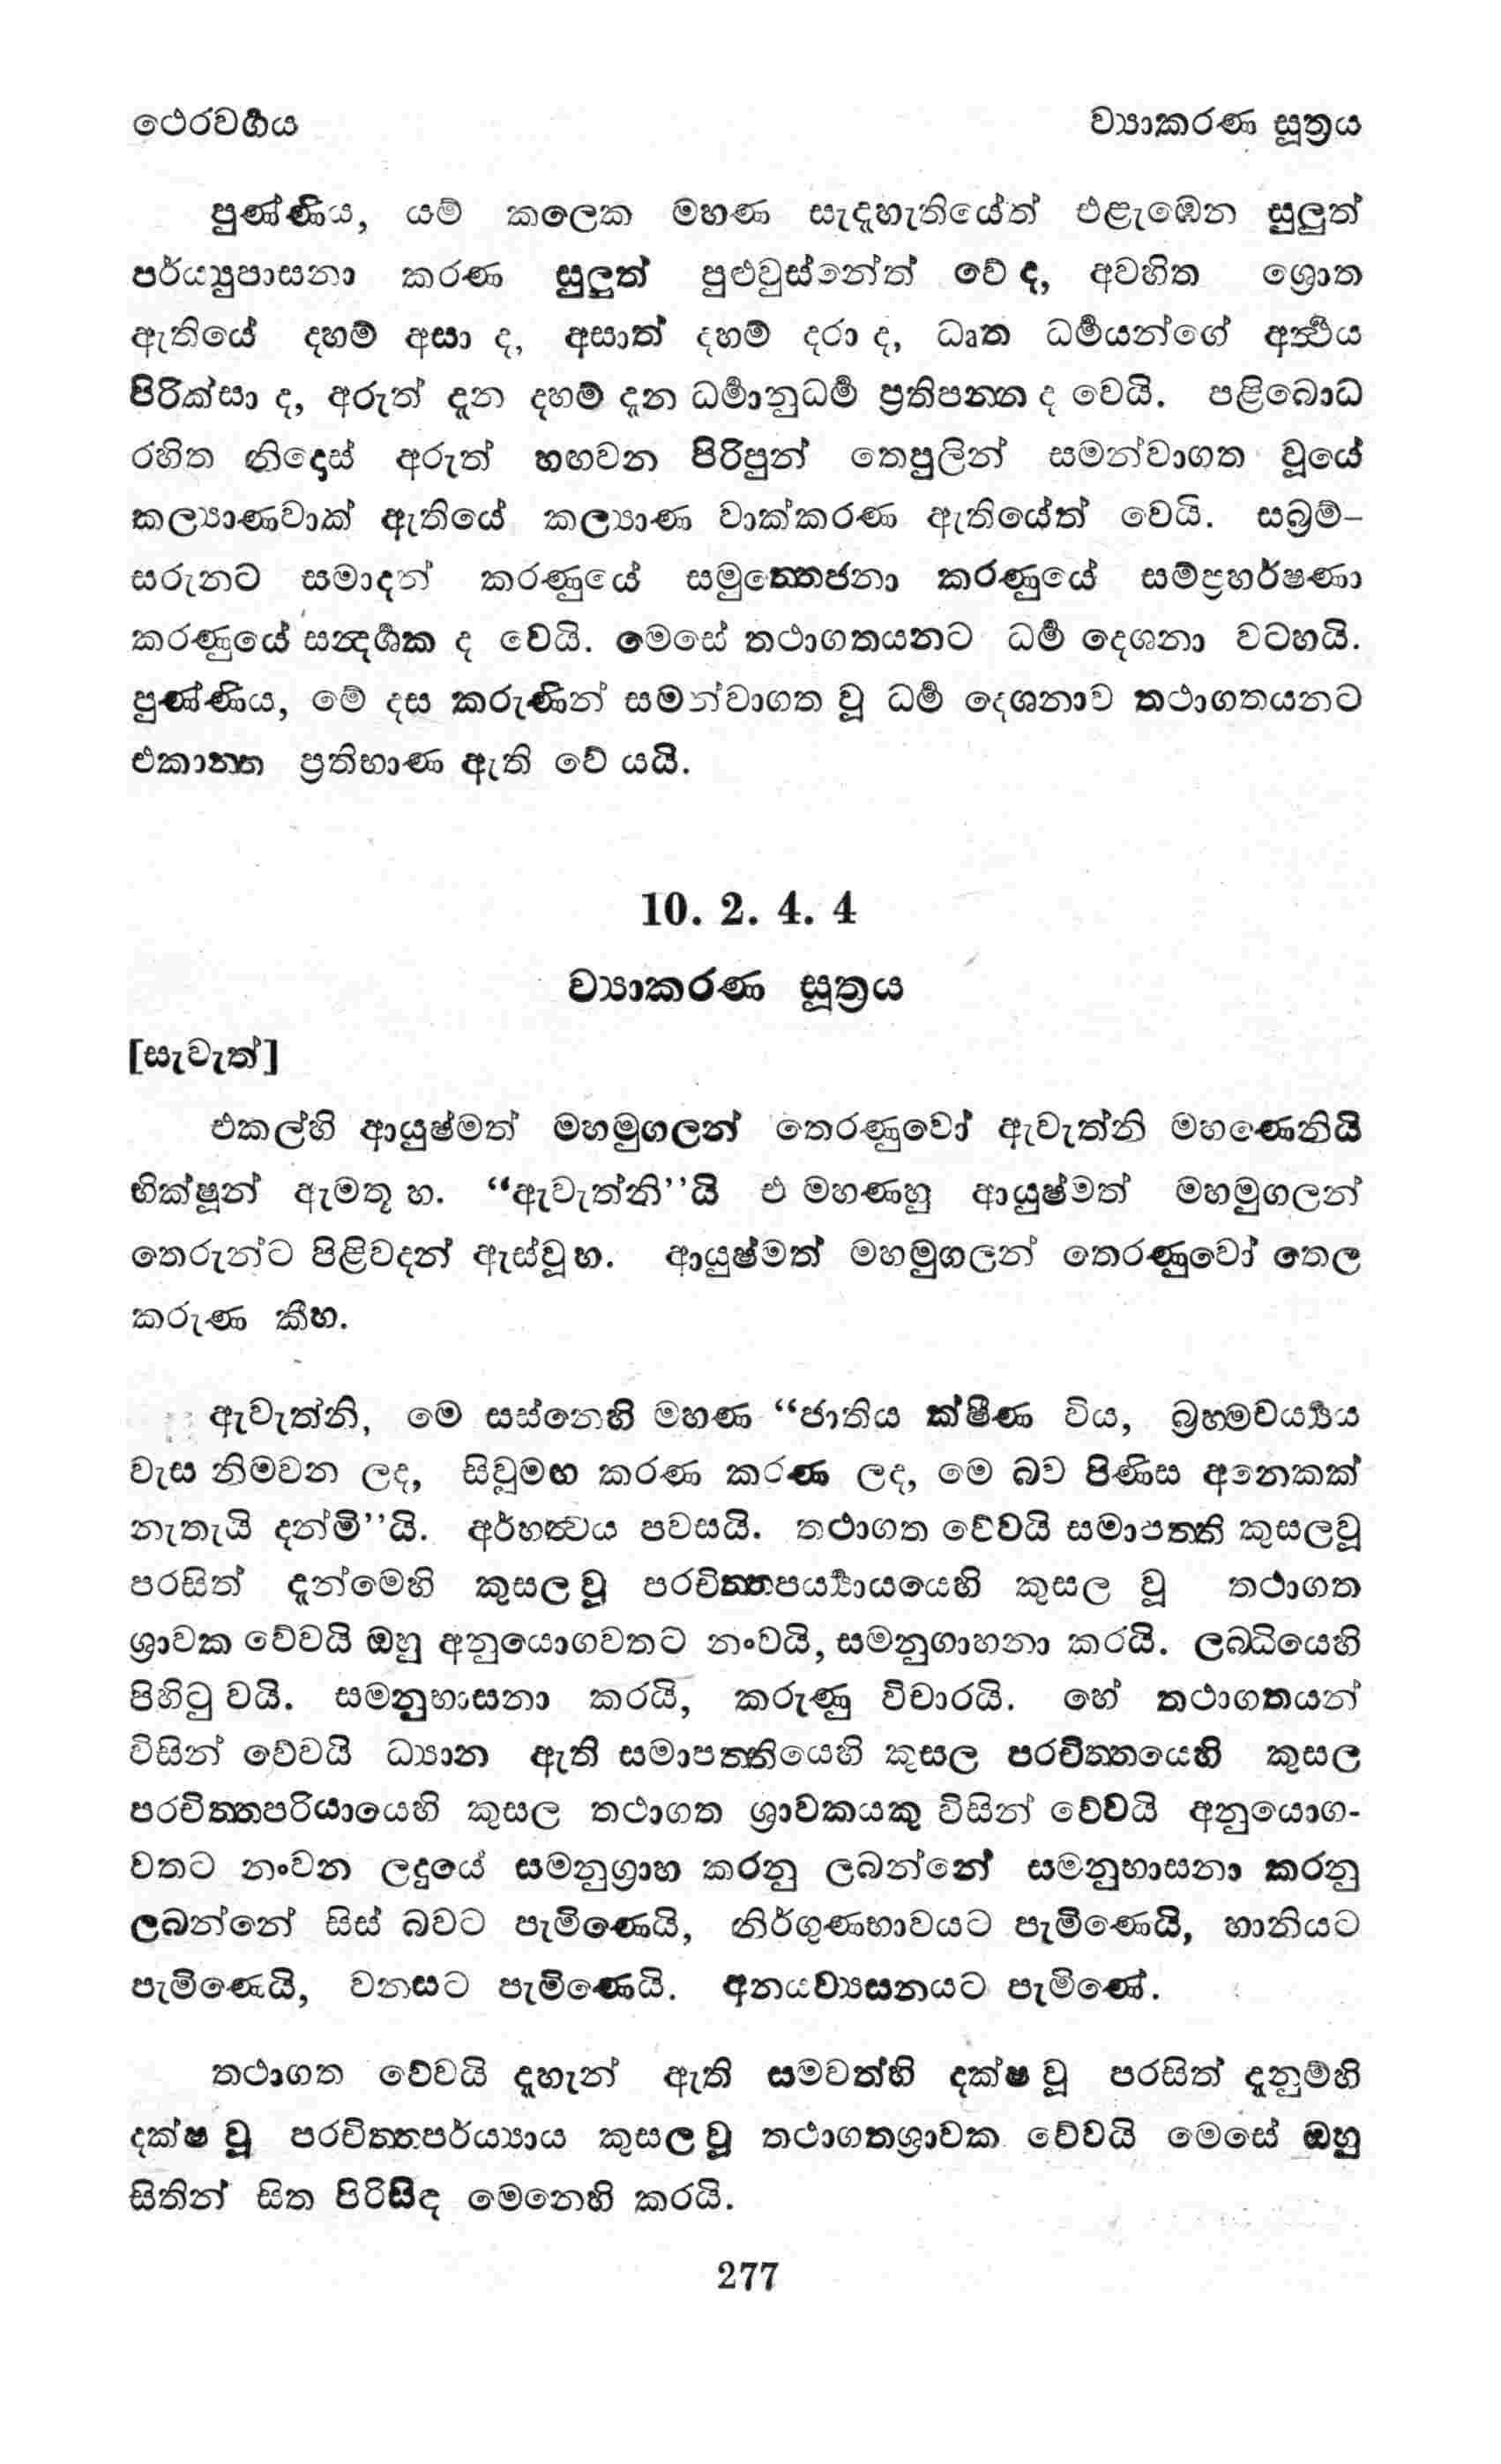 ථෙරවර්‍ගය
ව්‍යාකරණ සූත්‍රය
පුණ්ණිය, යම් කලෙක මහණ සැදැහැතියේත් එළැඹෙන සුලුත්
පර්ය්‍යුපාසනා කරණ සුලුත් පුළුවුස්නේත් වේ ද, අවහිත ශ්‍රොත
ඇතියේ දහම් අසා ද, අසාත් දහම් දරා ද, ධෘත ධර්‍මයන්ගේ අර්‍ත්‍ථය
පිරික්සා ද, අරුත් දැන දහම් දැන ධර්‍මානුධර්‍ම ප්‍රතිපන්න ද වෙයි. පළිබොධ
රහිත නිදොස් අරුත් හඟවන පිරිපුන් තෙපුලින් සමන්වාගත වූයේ
කල්‍යාණවාක් ඇතියේ කල්‍යාණ වාක්කරණ ඇතියේත් වෙයි. සබ්‍රම්-
සරුනට සමාදන් කරණුයේ සමුත්තෙජනා කරණුයේ සම්ප්‍රහර්ෂණා
කරණුයේ සන්‍දර්‍ශක ද වෙයි. මෙසේ තථාගතයනට ධර්‍ම දෙශනා වටහයි.
පුණ්ණිය, මේ දස කරුණින් සමන්වාගත වූ ධර්‍ම දෙශනාව තථාගතයනට
එකාන්ත ප්‍රතිභාණ ඇති වේ යයි.
10. 2. 4. 4
ව්‍යාකරණ සූත්‍රය
[සැවැත්]
එකල්හි ආයුෂ්මත් මහමුගලන් තෙරණුවෝ ඇවැත්නි මහණෙනියි
භික්ෂූන් ඇමතූ හ. “ඇවැත්නි”යි එ මහණහු ආයුෂ්මත් මහමුගලන්
තෙරුන්ට පිළිවදන් ඇස්වූහ. ආයුෂ්මත් මහමුගලන් තෙරණුවෝ තෙල
කරුණ කීහ.
ඇවැත්නි, මෙ සස්නෙහි මහණ “ජාතිය ක්ෂීණ විය, බ්‍රහ්මචර්‍ය්‍යය
වැස නිමවන ලද, සිවුමඟ කරණ කරණ ලද, මෙ බව පිණිස අනෙකක්
නැතැයි දන්මි”යි. අර්හත්‍වය පවසයි. තථාගත වේවයි සමාපත්ති කුසලවූ
පරසිත් දැන්මෙහි කුසල වූ පරචිත්තපර්‍ය්‍යායයෙහි කුසල වූ තථාගත
ශ්‍රාවක වේවයි ඔහු අනුයොගවතට නංවයි, සමනුගාහනා කරයි. ලබ්ධියෙහි
පිහිටු වයි. සමනුභාසනා කරයි, කරුණු විචාරයි. හේ තථාගතයන්
විසින් වේවයි ධ්‍යාන ඇති සමාපත්තියෙහි කුසල පරචිත්තයෙහි කුසල
පරචිත්තපරියායෙහි කුසල තථාගත ශ්‍රාවකයකු විසින් වේවයි අනුයොග-
වතට නංවන ලදුයේ සමනුග්‍රාහ කරනු ලබන්නේ සමනුභාසනා කරනු
ලබන්නේ සිස් බවට පැමිණෙයි, නිර්ගුණභාවයට පැමිණෙයි, හානියට
පැමිණෙයි, වනසට පැමිණෙයි. අනයව්‍යසනයට පැමිණේ.
තථාගත වේවයි දැහැන් ඇති සමවත්හි දක්ෂ වූ පරසිත් දැනුම්හි
දක්ෂ වූ පරචිත්තපර්ය්‍යාය කුසල වූ තථාගතශ්‍රාවක වේවයි මෙසේ ඔහු
සිතින් සිත පිරිසිඳ මෙනෙහි කරයි.
277